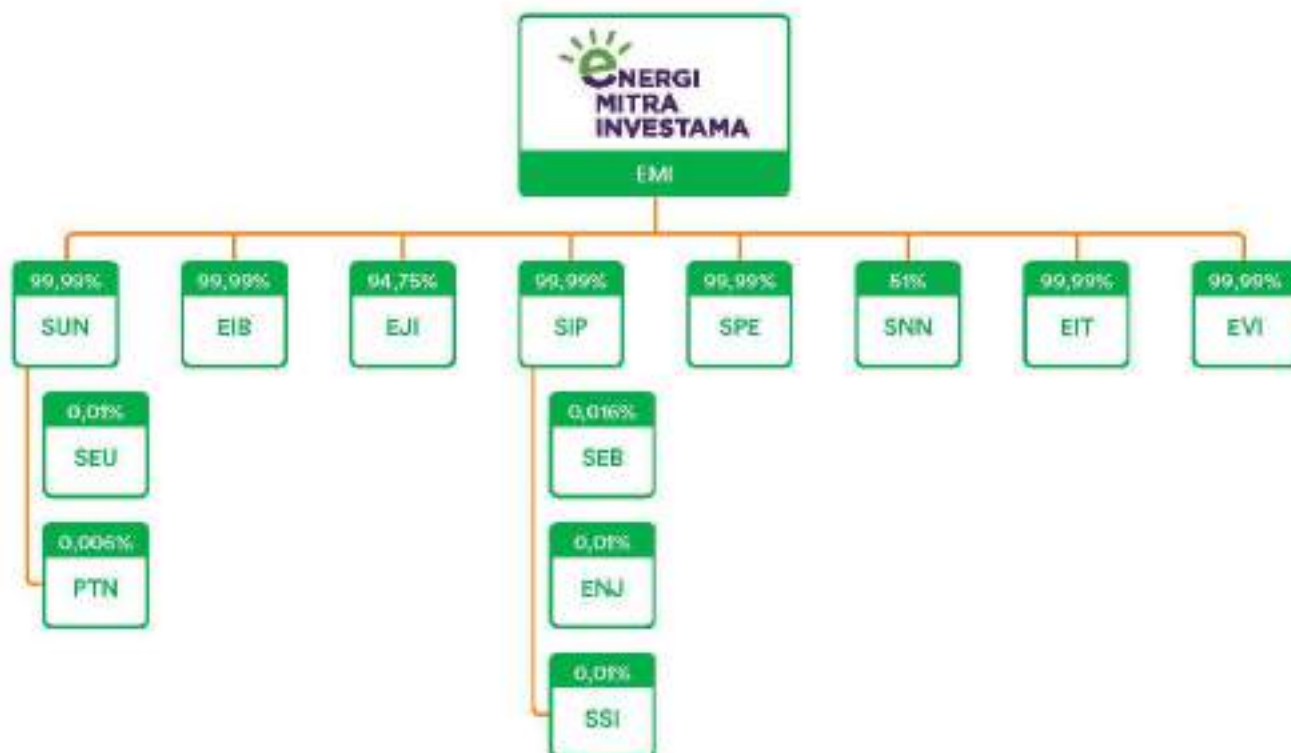 eNERGI
MITRA
INVESTAMA
EMI
99,99%
SUN
99,99%
EIB
94,75%
EJI
99,99%
SIP
99,99%
SPE
51%
SNN
99,99%
EIT
99,99%
EVI
0,01%
SEU
0,006%
PTN
0,016%
SEB
0,01%
ENJ
0,01%
SSI